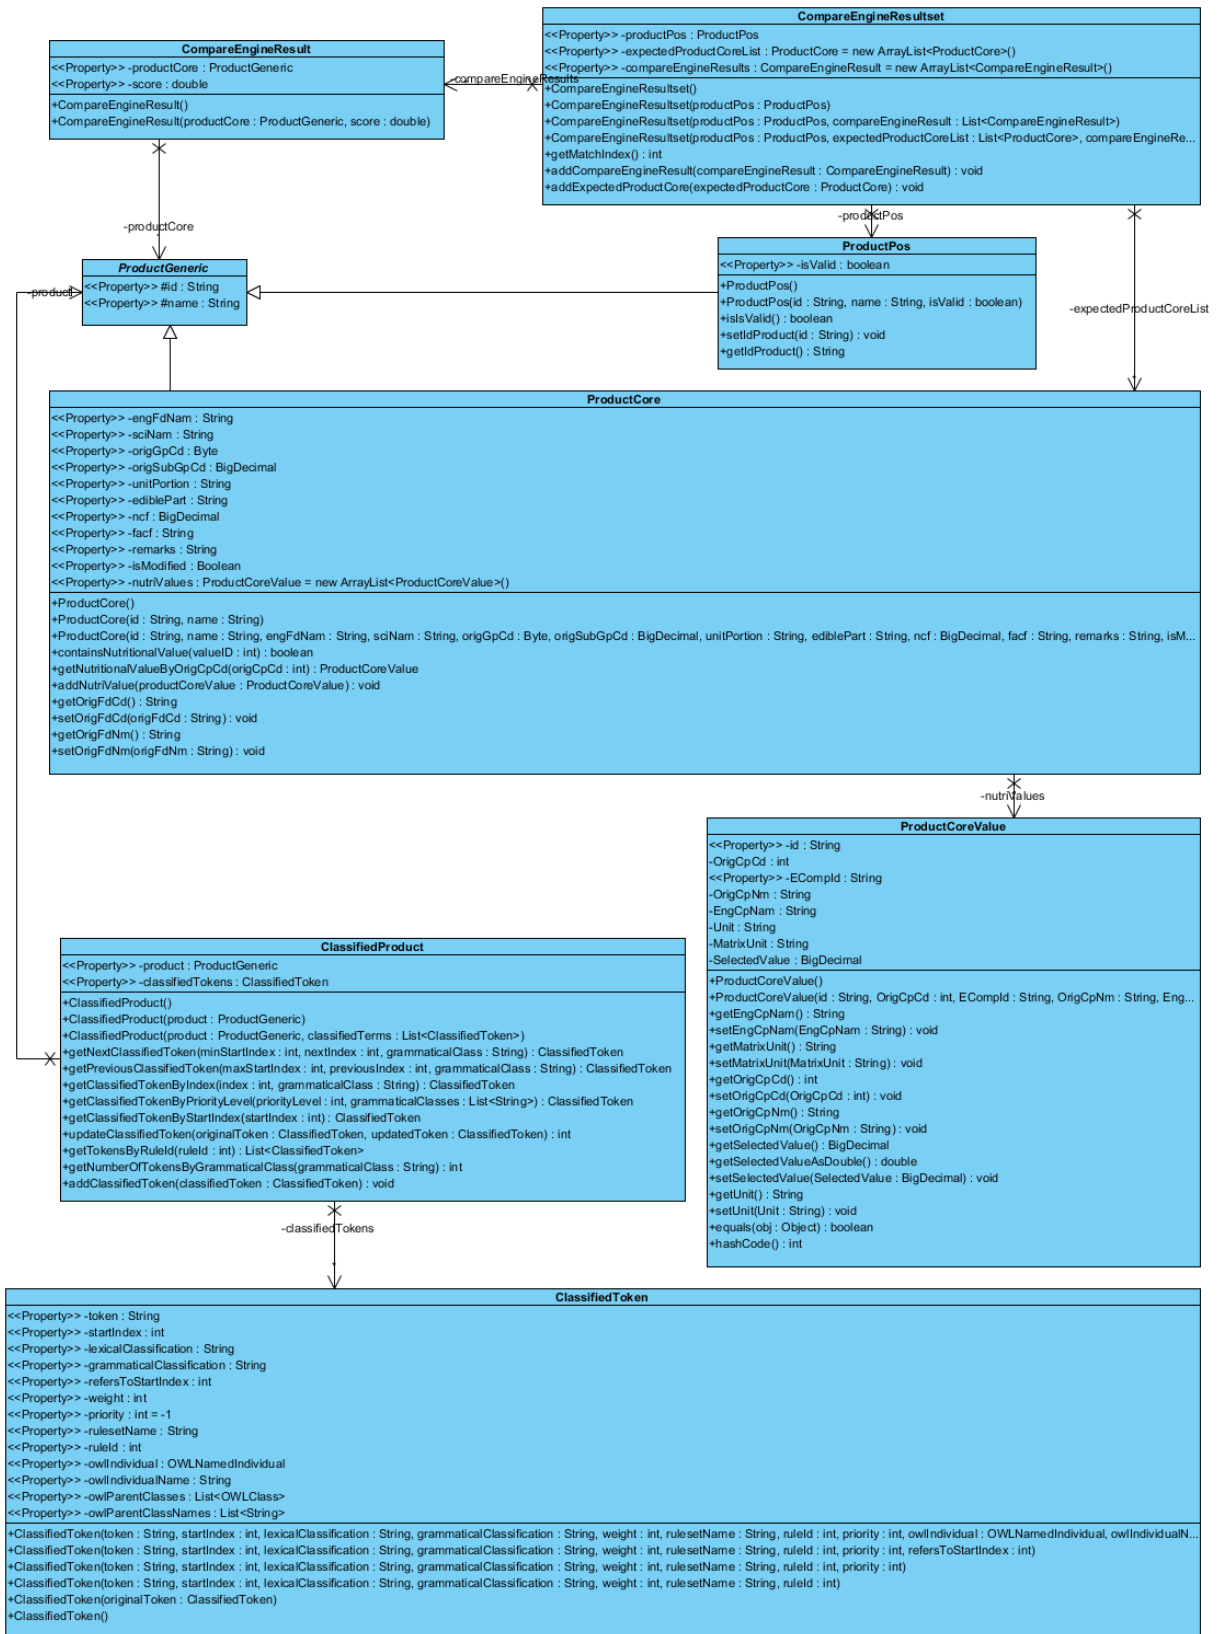 CompareEngineResultset
<<Property>> -productPos : ProductPos
<<Property>> -expectedProductCoreList : ProductCore = new ArrayList<ProductCore>()
<<Property>> -compareEngineResults : CompareEngineResult = new ArrayList<CompareEngineResult>()
+CompareEngineResultset()
+CompareEngineResultset(productPos : ProductPos)
+CompareEngineResultset(productPos : ProductPos, compareEngineResult : List<CompareEngineResult>)
+CompareEngineResultset(productPos : ProductPos, expectedProductCoreList : List<ProductCore>, compareEngineRe...
+getMatchIndex() : int
+addCompareEngineResult(compareEngineResult : CompareEngineResult) : void
+addExpectedProductCore(expectedProductCore : ProductCore) : void
CompareEngineResult
<<Property>> -productCore : ProductGeneric
<<Property>> -score : double
+CompareEngineResult()
+CompareEngineResult(productCore : ProductGeneric, score : double)
-compareEngineResults
-productCore
-productPos
-expectedProductCoreList
ProductGeneric
<<Property>> #id : String
<<Property>> #name : String
-product
ProductPos
<<Property>> -isValid : boolean
+ProductPos()
+ProductPos(id : String, name : String, isValid : boolean)
+isIsValid() : boolean
+setIdProduct(id : String) : void
+getIdProduct() : String
ProductCore
<<Property>> -engFdNam : String
<<Property>> -sciNam : String
<<Property>> -origGpCd : Byte
<<Property>> -origSubGpCd : BigDecimal
<<Property>> -unitPortion : String
<<Property>> -ediblePart : String
<<Property>> -ncf : BigDecimal
<<Property>> -facf : String
<<Property>> -remarks : String
<<Property>> -isModified : Boolean
<<Property>> -nutriValues : ProductCoreValue = new ArrayList<ProductCoreValue>()
+ProductCore()
+ProductCore(id : String, name : String)
+ProductCore(id : String, name : String, engFdNam : String, sciNam : String, origGpCd : Byte, origSubGpCd : BigDecimal, unitPortion : String, ediblePart : String, ncf : BigDecimal, facf : String, remarks : String, isM...
+containsNutritionalValue(valueID : int) : boolean
+getNutritionalValueByOrigCpCd(origCpCd : int) : ProductCoreValue
+addNutriValue(productCoreValue : ProductCoreValue) : void
+getOrigFdCd() : String
+setOrigFdCd(origFdCd : String) : void
+getOrigFdNm() : String
+setOrigFdNm(origFdNm : String) : void
-nutriValues
ProductCoreValue
<<Property>> -id : String
-OrigCpCd : int
<<Property>> -ECompId : String
-OrigCpNm : String
-EngCpNam : String
-Unit : String
-MatrixUnit : String
-SelectedValue : BigDecimal
+ProductCoreValue()
+ProductCoreValue(id : String, OrigCpCd : int, ECompId : String, OrigCpNm : String, Eng...
+getEngCpNam() : String
+setEngCpNam(EngCpNam : String) : void
+getMatrixUnit() : String
+setMatrixUnit(MatrixUnit : String) : void
+getOrigCpCd() : int
+setOrigCpCd(OrigCpCd : int) : void
+getOrigCpNm() : String
+setOrigCpNm(OrigCpNm : String) : void
+getSelectedValue() : BigDecimal
+getSelectedValueAsDouble() : double
+setSelectedValue(SelectedValue : BigDecimal) : void
+getUnit() : String
+setUnit(Unit : String) : void
+equals(obj : Object) : boolean
+hashCode() : int
ClassifiedProduct
<<Property>> -product : ProductGeneric
<<Property>> -classifiedTokens : ClassifiedToken
+ClassifiedProduct()
+ClassifiedProduct(product : ProductGeneric)
+ClassifiedProduct(product : ProductGeneric, classifiedTerms : List<ClassifiedToken>)
+getNextClassifiedToken(minStartIndex : int, nextIndex : int, grammaticalClass : String) : ClassifiedToken
+getPreviousClassifiedToken(maxStartIndex : int, previousIndex : int, grammaticalClass : String) : ClassifiedToken
+getClassifiedTokenByIndex(index : int, grammaticalClass : String) : ClassifiedToken
+getClassifiedTokenByPriorityLevel(priorityLevel : int, grammaticalClasses : List<String>) : ClassifiedToken
+getClassifiedTokenByStartIndex(startIndex : int) : ClassifiedToken
+updateClassifiedToken(originalToken : ClassifiedToken, updatedToken : ClassifiedToken) : int
+getTokensByRuleId(ruleId : int) : List<ClassifiedToken>
+getNumberOfTokensByGrammaticalClass(grammaticalClass : String) : int
+addClassifiedToken(classifiedToken : ClassifiedToken) : void
-classifiedTokens
ClassifiedToken
<<Property>> -token : String
<<Property>> -startIndex : int
<<Property>> -lexicalClassification : String
<<Property>> -grammaticalClassification : String
<<Property>> -refersToStartIndex : int
<<Property>> -weight : int
<<Property>> -priority : int = -1
<<Property>> -rulesetName : String
<<Property>> -ruleId : int
<<Property>> -owlIndividual : OWLNamedIndividual
<<Property>> -owlIndividualName : String
<<Property>> -owlParentClasses : List<OWLClass>
<<Property>> -owlParentClassNames : List<String>
+ClassifiedToken(token : String, startIndex : int, lexicalClassification : String, grammaticalClassification : String, weight : int, rulesetName : String, ruleId : int, priority : int, owlIndividual : OWLNamedIndividual, owlIndividualN...
+ClassifiedToken(token : String, startIndex : int, lexicalClassification : String, grammaticalClassification : String, weight : int, rulesetName : String, ruleId : int, priority : int, refersToStartIndex : int)
+ClassifiedToken(token : String, startIndex : int, lexicalClassification : String, grammaticalClassification : String, weight : int, rulesetName : String, ruleId : int, priority : int)
+ClassifiedToken(token : String, startIndex : int, lexicalClassification : String, grammaticalClassification : String, weight : int, rulesetName : String, ruleId : int)
+ClassifiedToken(originalToken : ClassifiedToken)
+ClassifiedToken()